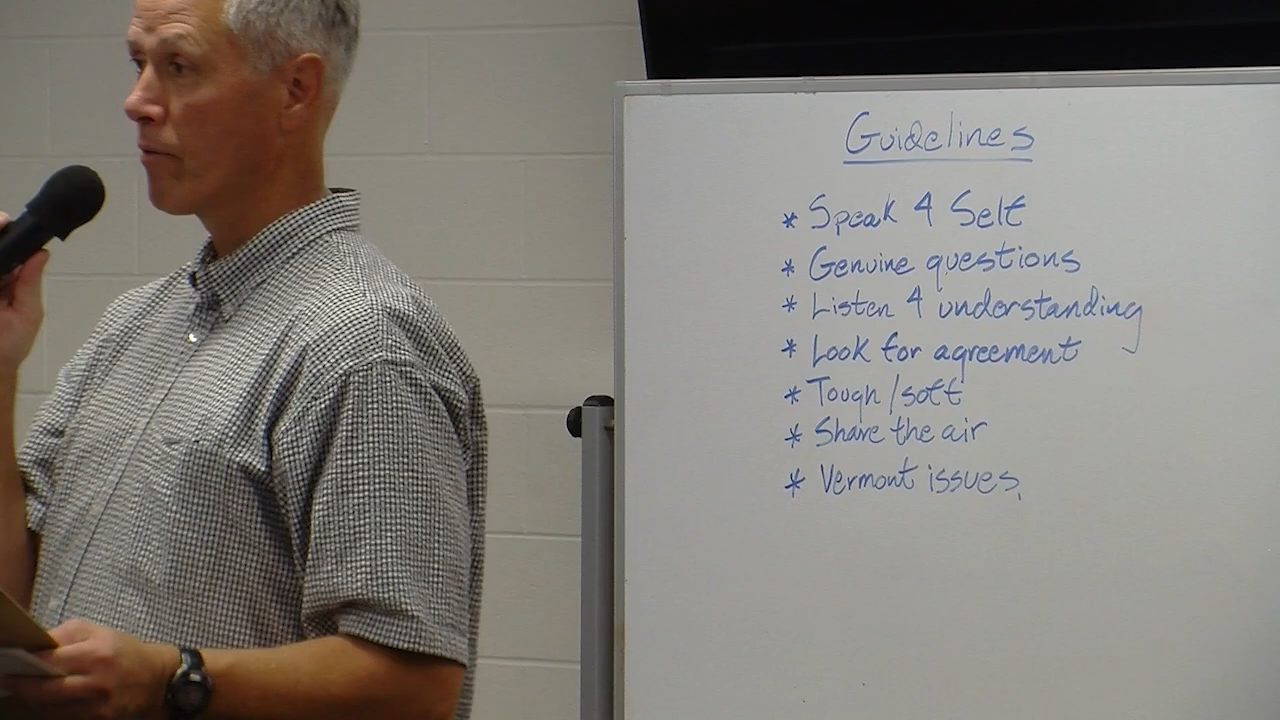 Guidelines
* Speak 4 Self
* Genuine questions
* Listen 4 understanding
* Look for agreement
* Tough/soft
* Share the air
* Vermont issues.